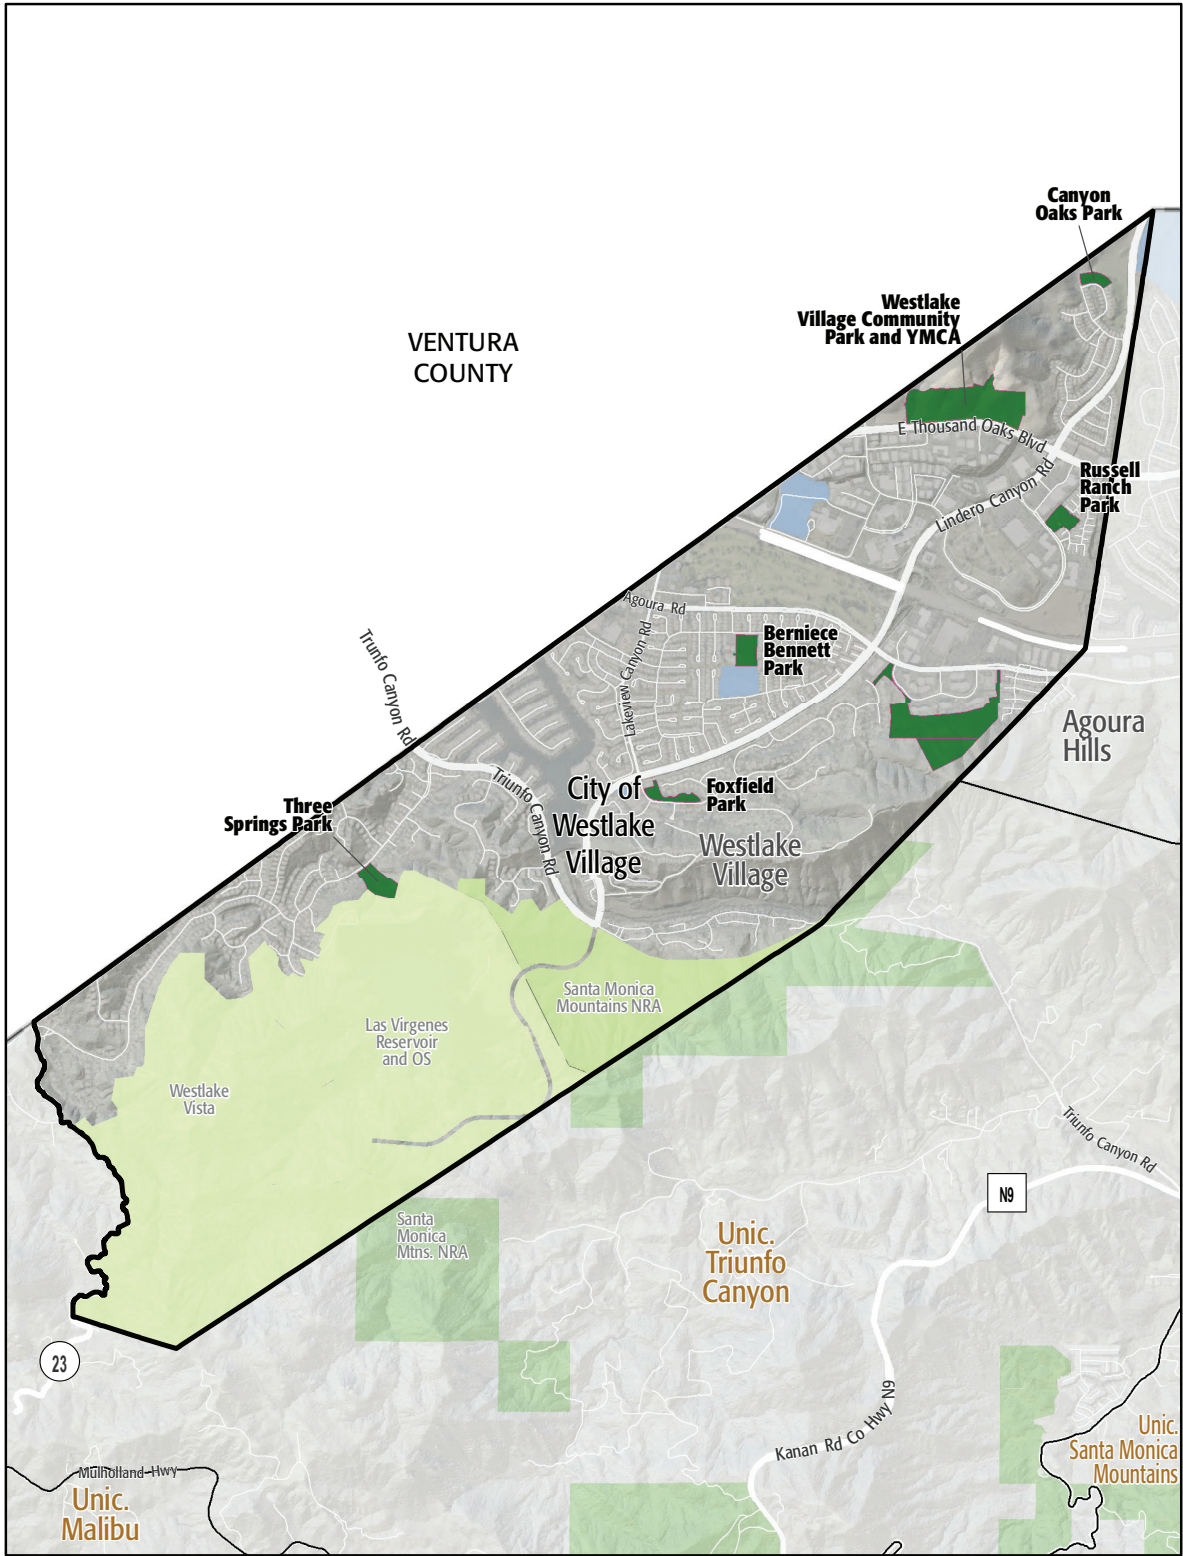 Canyon
Oaks Park
Westlake
Village Community
Park and YMCA
VENTURA
COUNTY
E Thousand Oaks Blvd
Russell
Ranch
Park
Lindero Canyon Rd
Agoura Rd
Berniece
Bennett
Park
Lakeview Canyon Rd
Trunfo Canyon Rd
Agoura
Hills
Triunfo Canyon Rd
City of
Westlake
Village
Foxfield
Park
Three
Springs Park
Westlake
Village
Santa Monica
Mountains NRA
Las Virgenes
Reservoir
and OS
Westlake
Vista
Triunfo Canyon Rd
N9
Santa
Monica
Mtns. NRA
Unic.
Triunfo
Canyon
23
Kanan Rd Co Hwy N9
Unic.
Santa Monica
Mountains
Mulholland Hwy
Unic.
Malibu